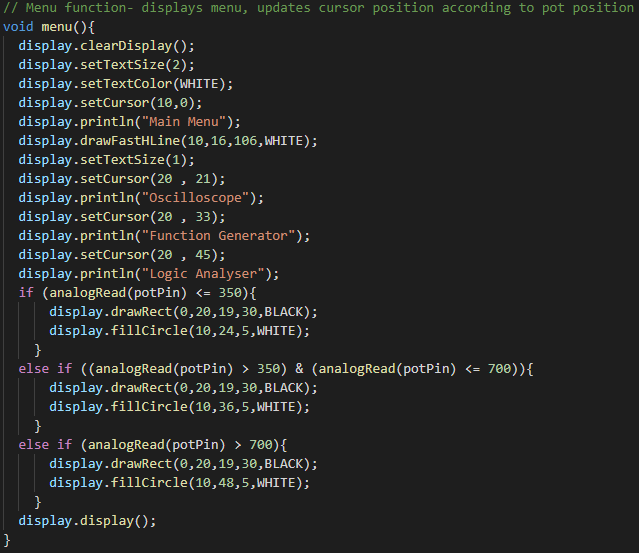 // Menu function- displays menu, updates cursor position according to pot position
void menu(){
  display.clearDisplay();
  display.setTextSize(2);
  display.setTextColor(WHITE);
  display.setCursor(10,0);
  display.println("Main Menu");
  display.drawFastHLine(10,16,106,WHITE);
  display.setTextSize(1);
  display.setCursor(20 , 21);
  display.println("Oscilloscope");
  display.setCursor(20 , 33);
  display.println("Function Generator");
  display.setCursor(20 , 45);
  display.println("Logic Analyser");
  if (analogRead(potPin) <= 350){
      display.drawRect(0,20,19,30,BLACK);
      display.fillCircle(10,24,5,WHITE);
    }
  else if ((analogRead(potPin) > 350) & (analogRead(potPin) <= 700)){
      display.drawRect(0,20,19,30,BLACK);
      display.fillCircle(10,36,5,WHITE);
    }
  else if (analogRead(potPin) > 700){
      display.drawRect(0,20,19,30,BLACK);
      display.fillCircle(10,48,5,WHITE);
    }
  display.display();
}